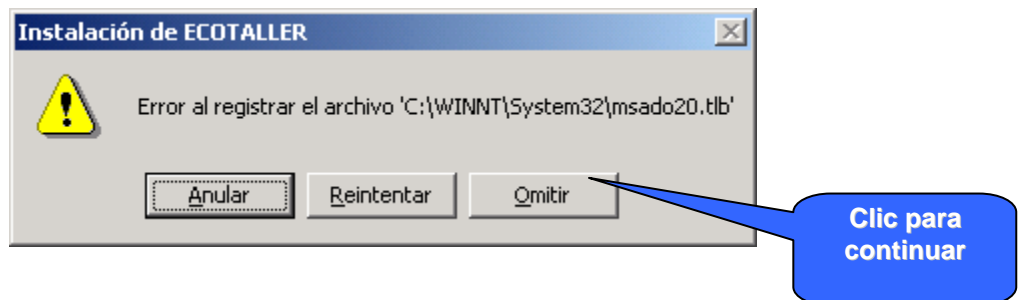 Instalación de ECOTALLER
Error al registrar el archivo 'C:\WINNT\System32\msado20.tlb'
Anular Reintentar Omitir
Clic para
continuar